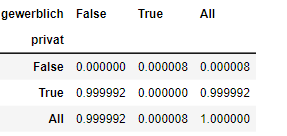 gewerblich False True All
privat
False 0.000000 0.000008 0.000008
True 0.999992 0.000000 0.999992
All 0.999992 0.000008 1.000000